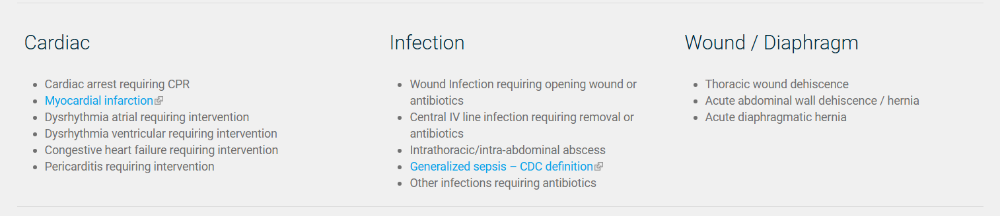 Cardiac
Cardiac arrest requiring CPR
Myocardial infarction
Dysrhythmia atrial requiring intervention
Dysrhythmia ventricular requiring intervention
Congestive heart failure requiring intervention
Pericarditis requiring intervention
Infection
Wound Infection requiring opening wound or
antibiotics
Central IV line infection requiring removal or
antibiotics
Intrathoracic/intra-abdominal abscess
Generalized sepsis – CDC definition
Other infections requiring antibiotics
Wound / Diaphragm
Thoracic wound dehiscence
Acute abdominal wall dehiscence / hernia
Acute diaphragmatic hernia